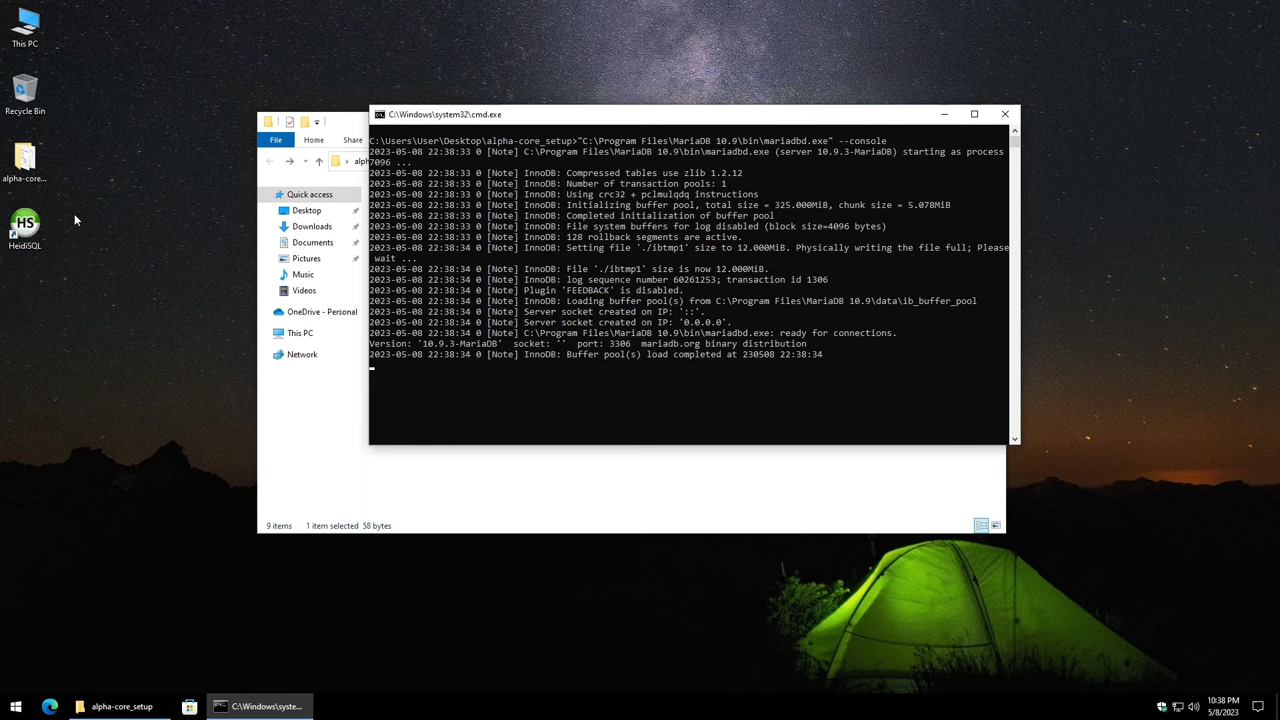 This PC
Recycle Bin
alpha-core...
HS
HeidiSQL
File
Home
Share
alph
Quick access
Desktop
Downloads
Documents
Pictures
Music
Videos
OneDrive - Personal
This PC
Network
9 items 1 item selected 58 bytes
C:\Windows\system32\cmd.exe
C:\Users\User\Desktop\alpha-core_setup>"C:\Program Files\MariaDB 10.9\bin\mariadbd.exe" --console
2023-05-08 22:38:33 0 [Note] C:\Program Files\MariaDB 10.9\bin\mariadbd.exe (server 10.9.3-MariaDB) starting as process
7096 ...
2023-05-08 22:38:33 0 [Note] InnoDB: Compressed tables use zlib 1.2.12
2023-05-08 22:38:33 0 [Note] InnoDB: Number of transaction pools: 1
2023-05-08 22:38:33 0 [Note] InnoDB: Using crc32 + pclmulqdq instructions
2023-05-08 22:38:33 0 [Note] InnoDB: Initializing buffer pool, total size = 325.000MiB, chunk size = 5.078MiB
2023-05-08 22:38:33 0 [Note] InnoDB: Completed initialization of buffer pool
2023-05-08 22:38:33 0 [Note] InnoDB: File system buffers for log disabled (block size=4096 bytes)
2023-05-08 22:38:34 0 [Note] InnoDB: 128 rollback segments are active.
2023-05-08 22:38:34 0 [Note] InnoDB: Setting file './ibtmp1' size to 12.000MiB. Physically writing the file full; Please
wait ...
2023-05-08 22:38:34 0 [Note] InnoDB: File './ibtmp1' size is now 12.000MiB.
2023-05-08 22:38:34 0 [Note] InnoDB: log sequence number 60261253; transaction id 1306
2023-05-08 22:38:34 0 [Note] Plugin 'FEEDBACK' is disabled.
2023-05-08 22:38:34 0 [Note] InnoDB: Loading buffer pool(s) from C:\Program Files\MariaDB 10.9\data\ib_buffer_pool
2023-05-08 22:38:34 0 [Note] Server socket created on IP: '::'.
2023-05-08 22:38:34 0 [Note] Server socket created on IP: '0.0.0.0'.
2023-05-08 22:38:34 0 [Note] C:\Program Files\MariaDB 10.9\bin\mariadbd.exe: ready for connections.
Version: '10.9.3-MariaDB' socket: '' port: 3306 mariadb.org binary distribution
2023-05-08 22:38:34 0 [Note] InnoDB: Buffer pool(s) load completed at 230508 22:38:34
alpha-core_setup
C:\Windows\syste...
10:38 PM
5/8/2023